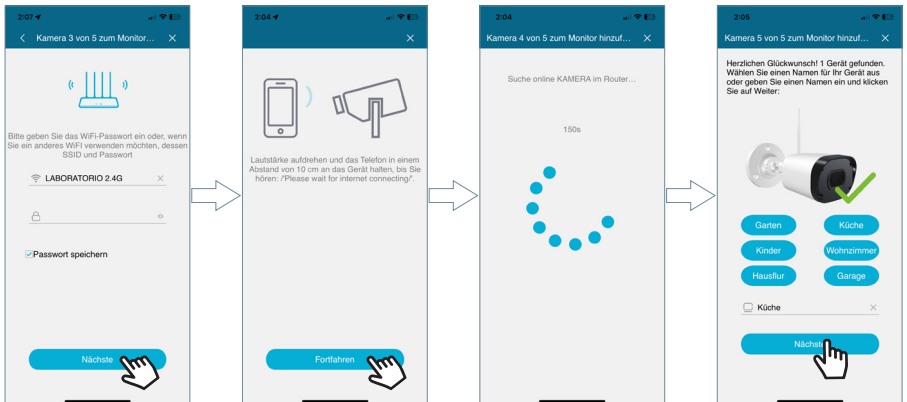 2:07
Kamera 3 von 5 zum Monitor…
Bitte geben Sie das WiFi-Passwort ein oder, wenn
Sie ein anderes WiFI verwenden möchten, dessen
SSID und Passwort
LABORATORIO 2.4G
Passwort speichern
Nächste
2:04
Lautstärke aufdrehen und das Telefon in einem
Abstand von 10 cm an das Gerät halten, bis Sie
hören: /"Please wait for internet connecting/".
Fortfahren
2:04
Kamera 4 von 5 zum Monitor hinzuf…
Suche online KAMERA im Router…
150s
2:05
Kamera 5 von 5 zum Monitor hinzuf…
Herzlichen Glückwunsch! 1 Gerät gefunden.
Wählen Sie einen Namen für Ihr Gerät aus
oder geben Sie einen Namen ein und klicken
Sie auf Weiter:
Garten
Küche
Kinder
Wohnzimmer
Hausflur
Garage
Küche
Nächste